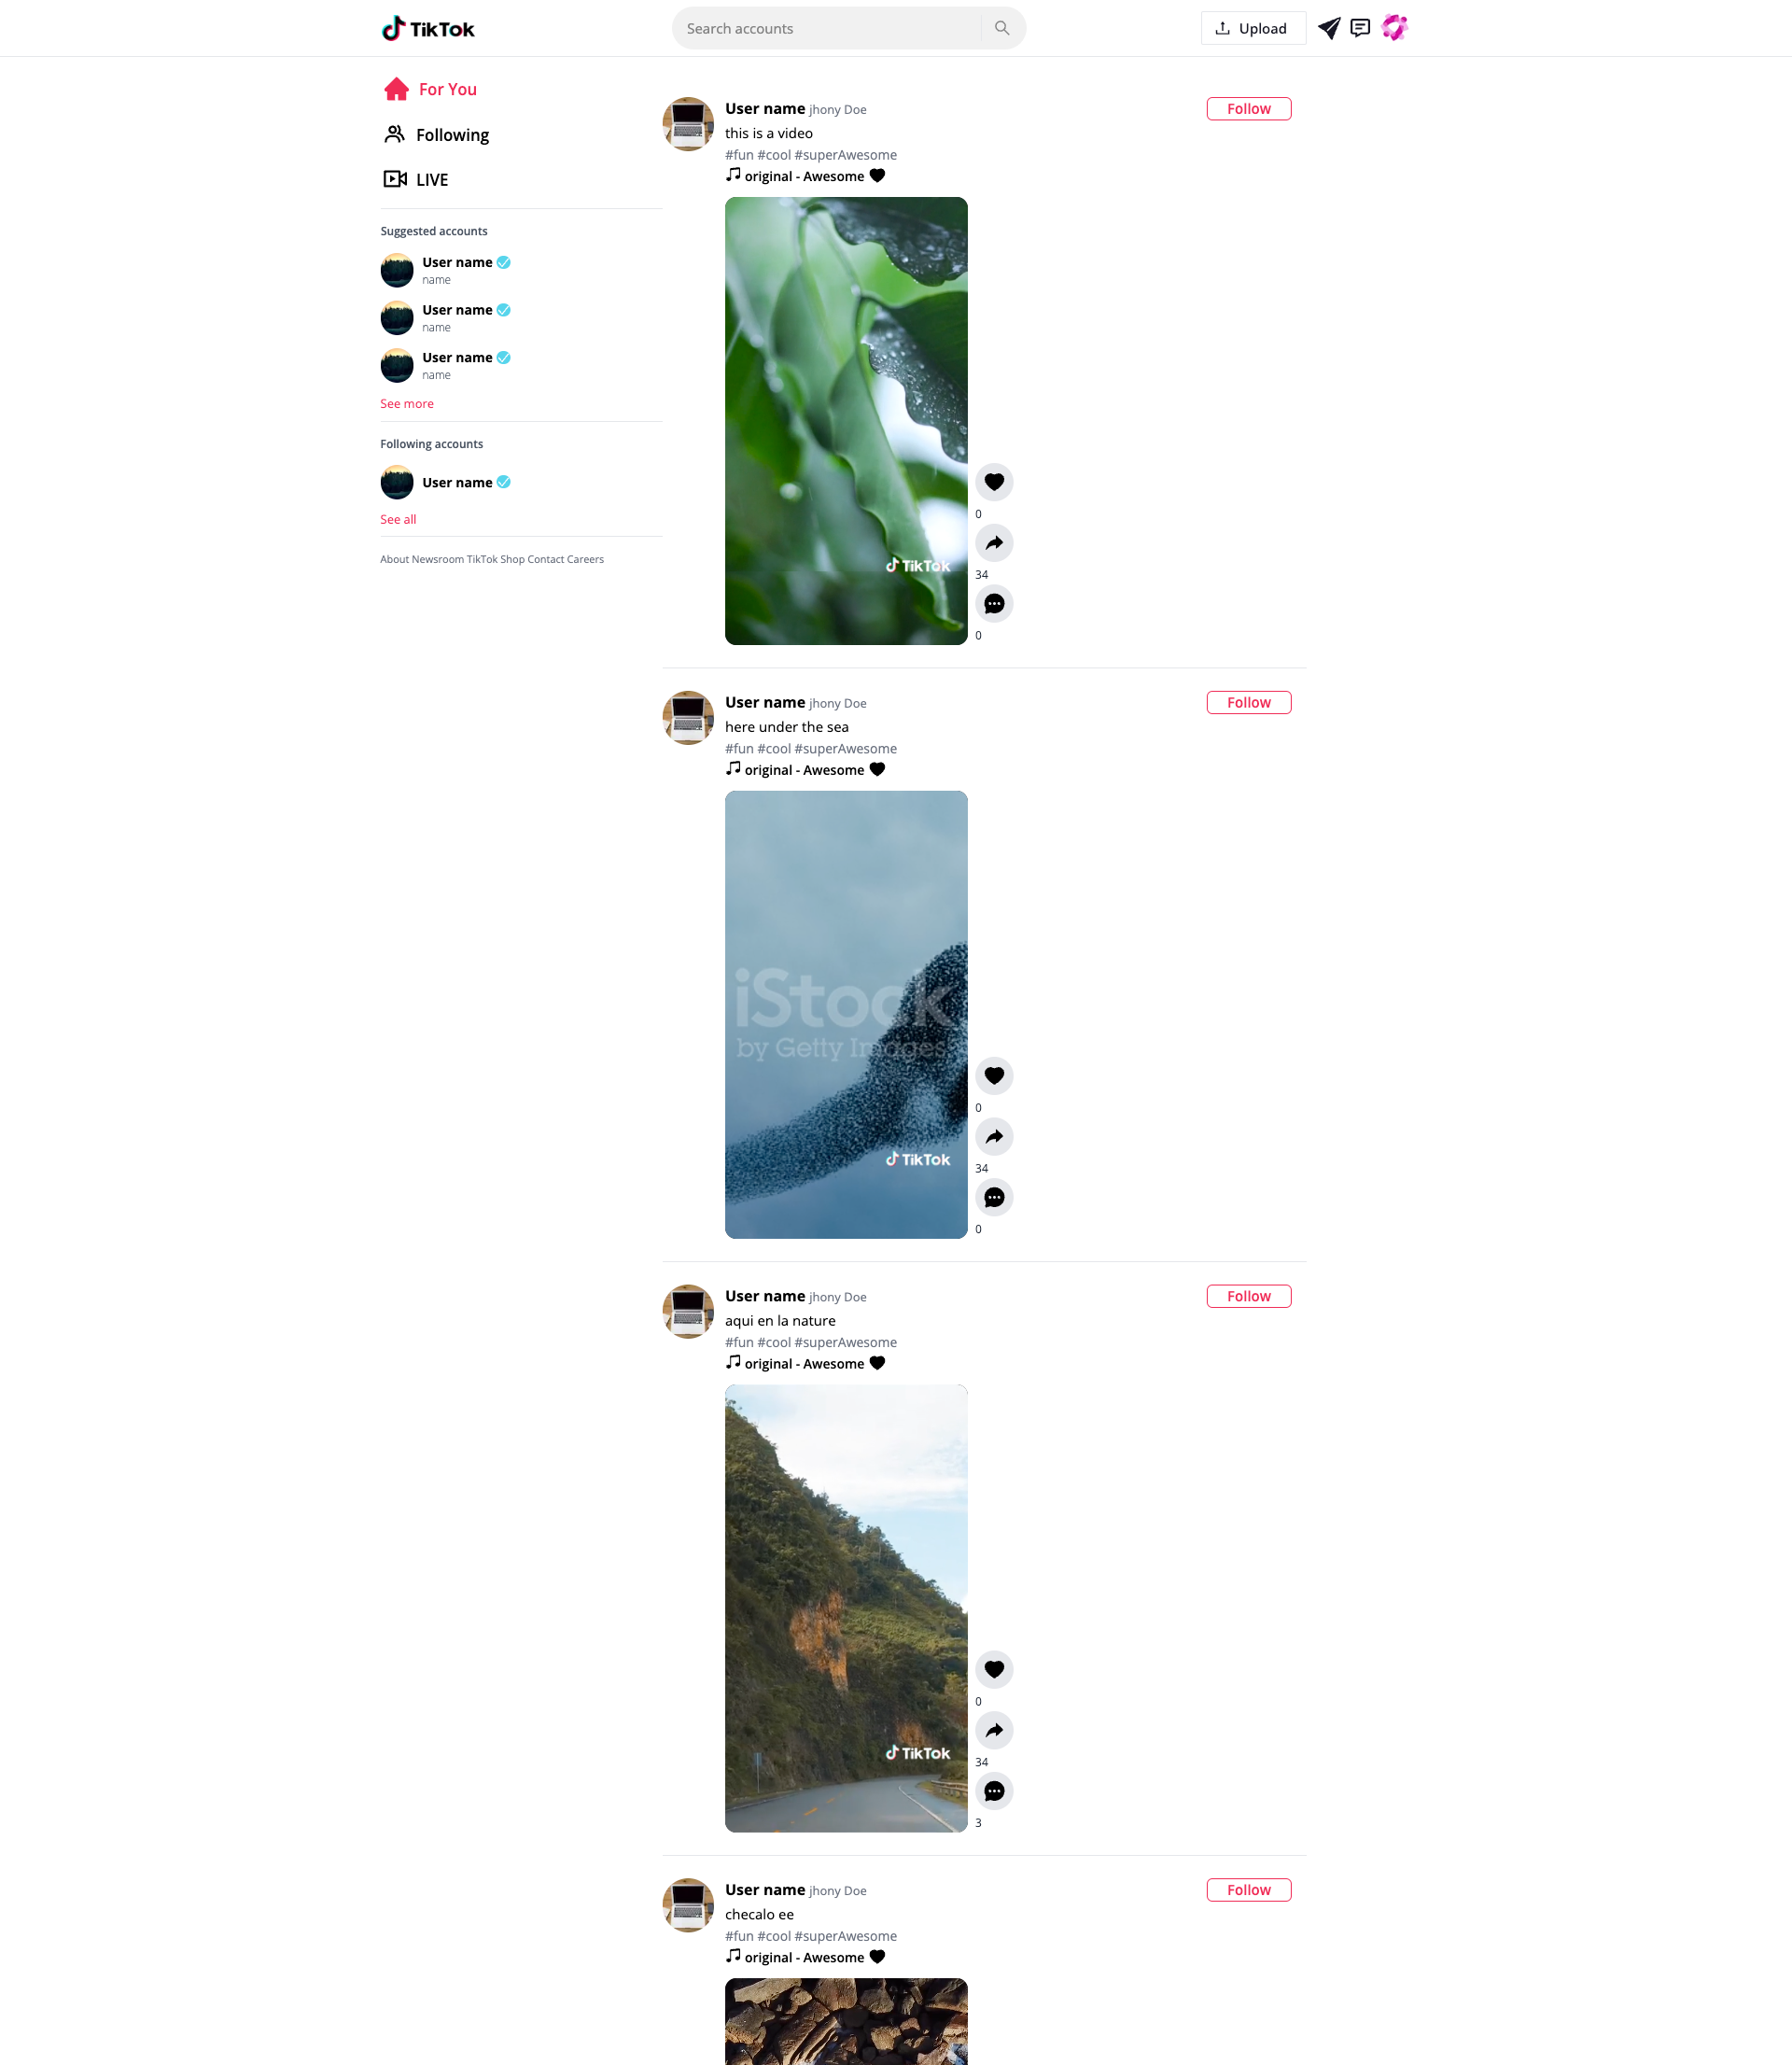 TikTok
Search accounts
Upload
For You
Following
LIVE
Suggested accounts
User name
name
User name
name
User name
name
See more
Following accounts
User name
See all
About Newsroom TikTok Shop Contact Careers
User name jhony Doe
Follow
this is a video
#fun #cool #superAwesome
original - Awesome
TikTok
0
34
0
User name jhony Doe
Follow
here under the sea
#fun #cool #superAwesome
original - Awesome
iStock
by Getty Images
TikTok
0
34
0
User name jhony Doe
Follow
aqui en la nature
#fun #cool #superAwesome
original - Awesome
TikTok
0
34
3
User name jhony Doe
Follow
checalo ee
#fun #cool #superAwesome
original - Awesome